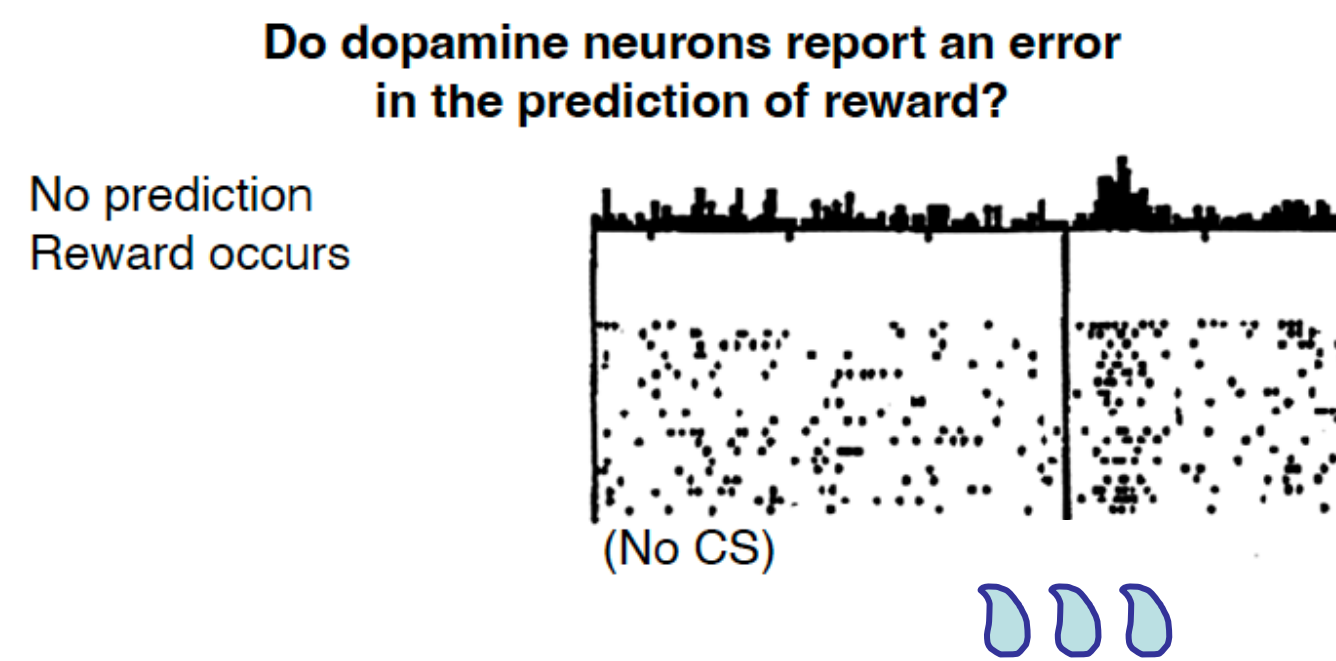 Do dopamine neurons report an error
in the prediction of reward?
No prediction
Reward occurs
(No CS)